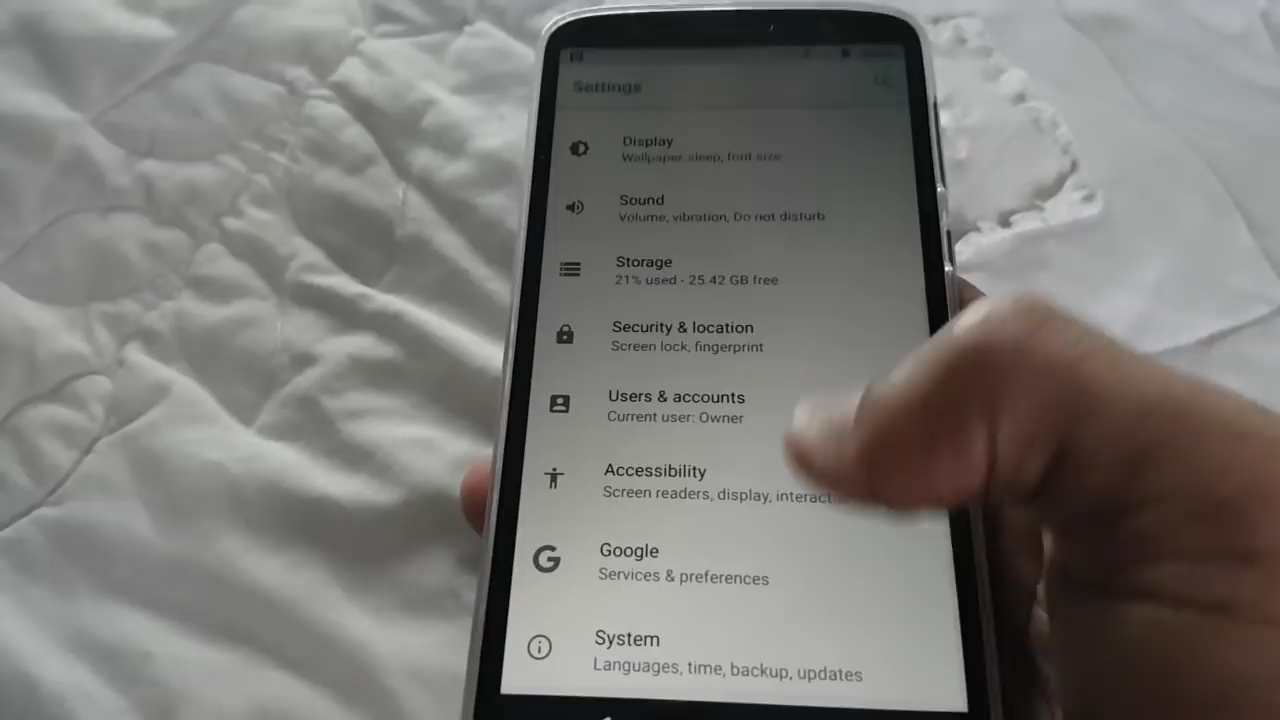 Settings
Display
Wallpaper, sleep, font size
Sound
Volume, vibration, Do not disturb
Storage
21% used - 25.42 GB free
Security & location
Screen lock, fingerprint
Users & accounts
Current user: Owner
Accessibility
Screen readers, display, interact
Google
Services & preferences
System
Languages, time, backup, updates